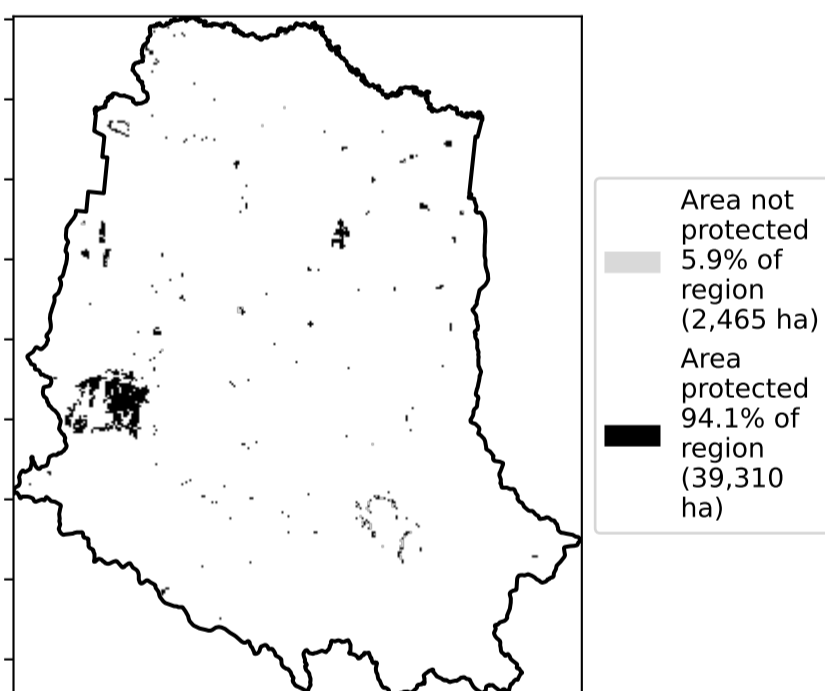 Area not
protected
5.9% of
region
(2,465 ha)
Area
protected
94.1% of
region
(39,310
ha)